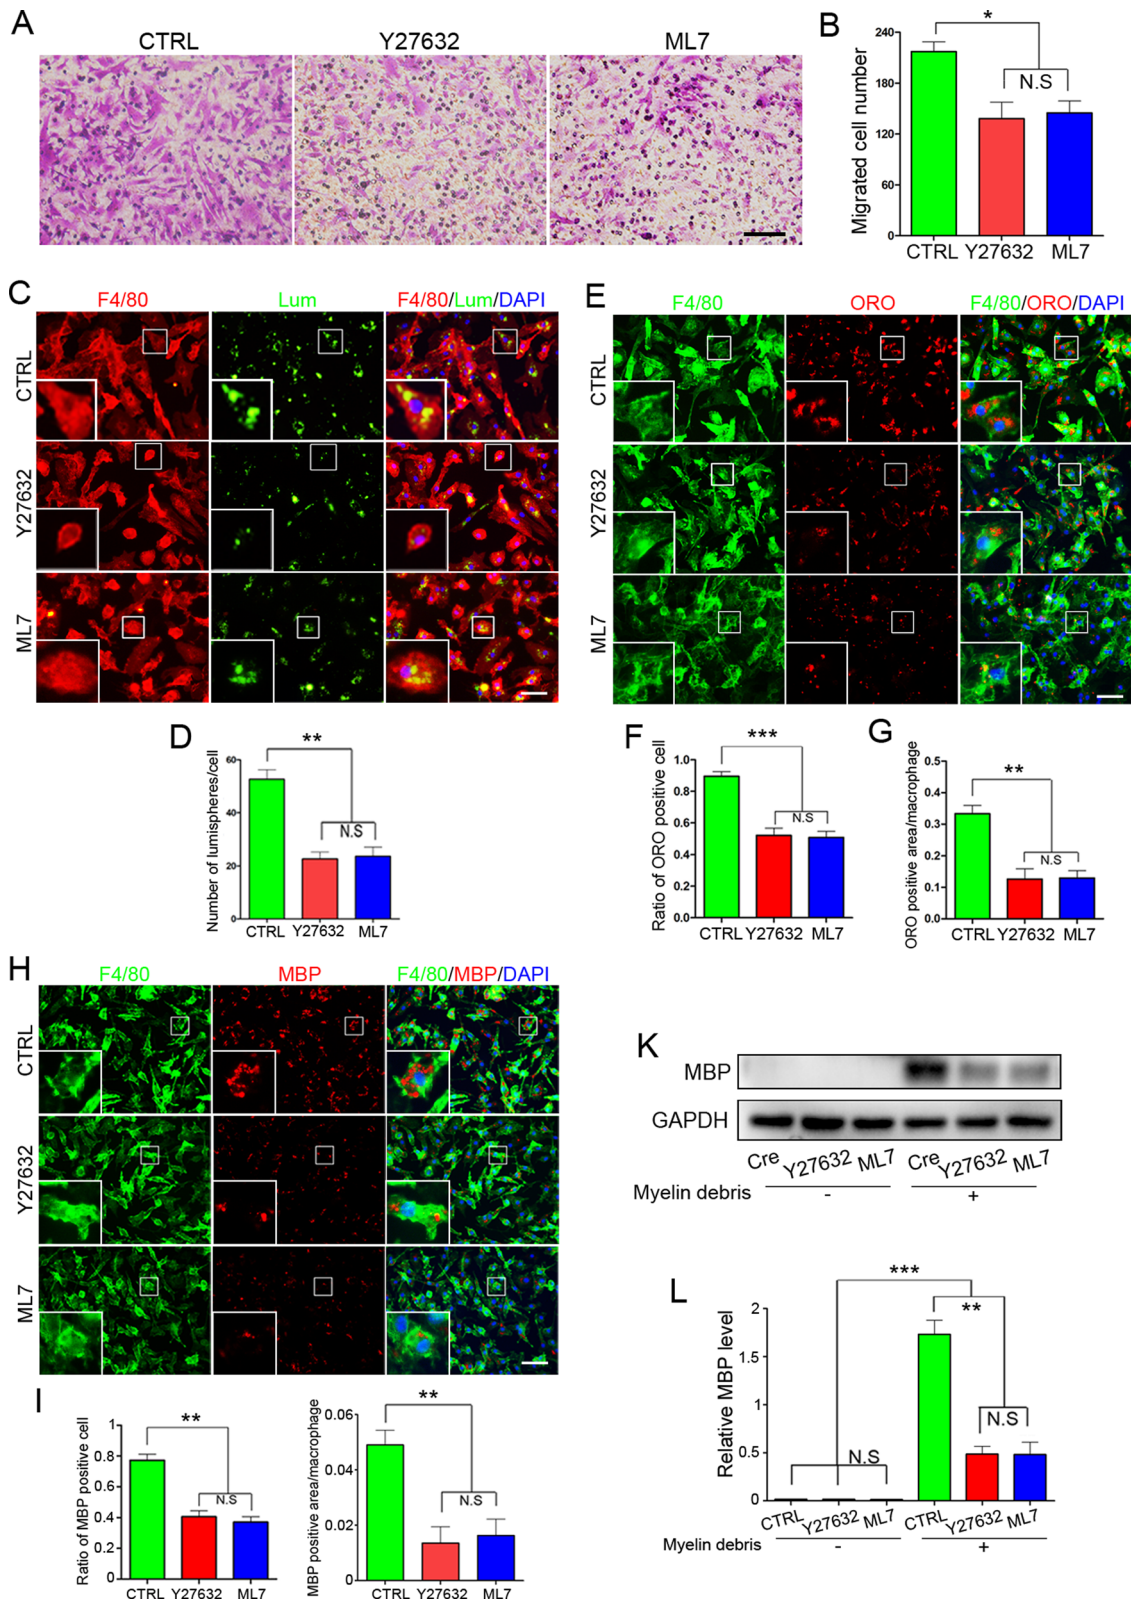 A
CTRL
Y27632
ML7
B
*
N.S
Migrated cell number
240
180
120
60
0
CTRL Y27632 ML7
C
F4/80
Lum
F4/80/Lum/DAPI
CTRL
Y27632
ML7
E
F4/80
ORO
F4/80/ORO/DAPI
CTRL
Y27632
ML7
D
**
N.S
Number of lumispheres/cell
60
40
20
0
CTRL Y27632 ML7
F
***
N.S
Ratio of ORO positive cell
1.0
0.8
0.6
0.4
0.2
0.0
CTRL Y27632 ML7
G
**
N.S
ORO positive area/macrophage
0.5
0.4
0.3
0.2
0.1
0.0
CTRL Y27632 ML7
H
F4/80
MBP
F4/80/MBP/DAPI
CTRL
Y27632
ML7
K
MBP
GAPDH
Cre Y27632 ML7 Cre Y27632 ML7
Myelin debris - +
I
**
N.S
Ratio of MBP positive cell
1
0.8
0.6
0.4
0.2
0
CTRL Y27632 ML7
**
N.S
MBP positive area/macrophage
0.06
0.04
0.02
0
CTRL Y27632 ML7
L
***
**
N.S
N.S
Relative MBP level
2
1.5
1
0.5
0
CTRL Y27632 ML7 CTRL Y27632 ML7
Myelin debris - +